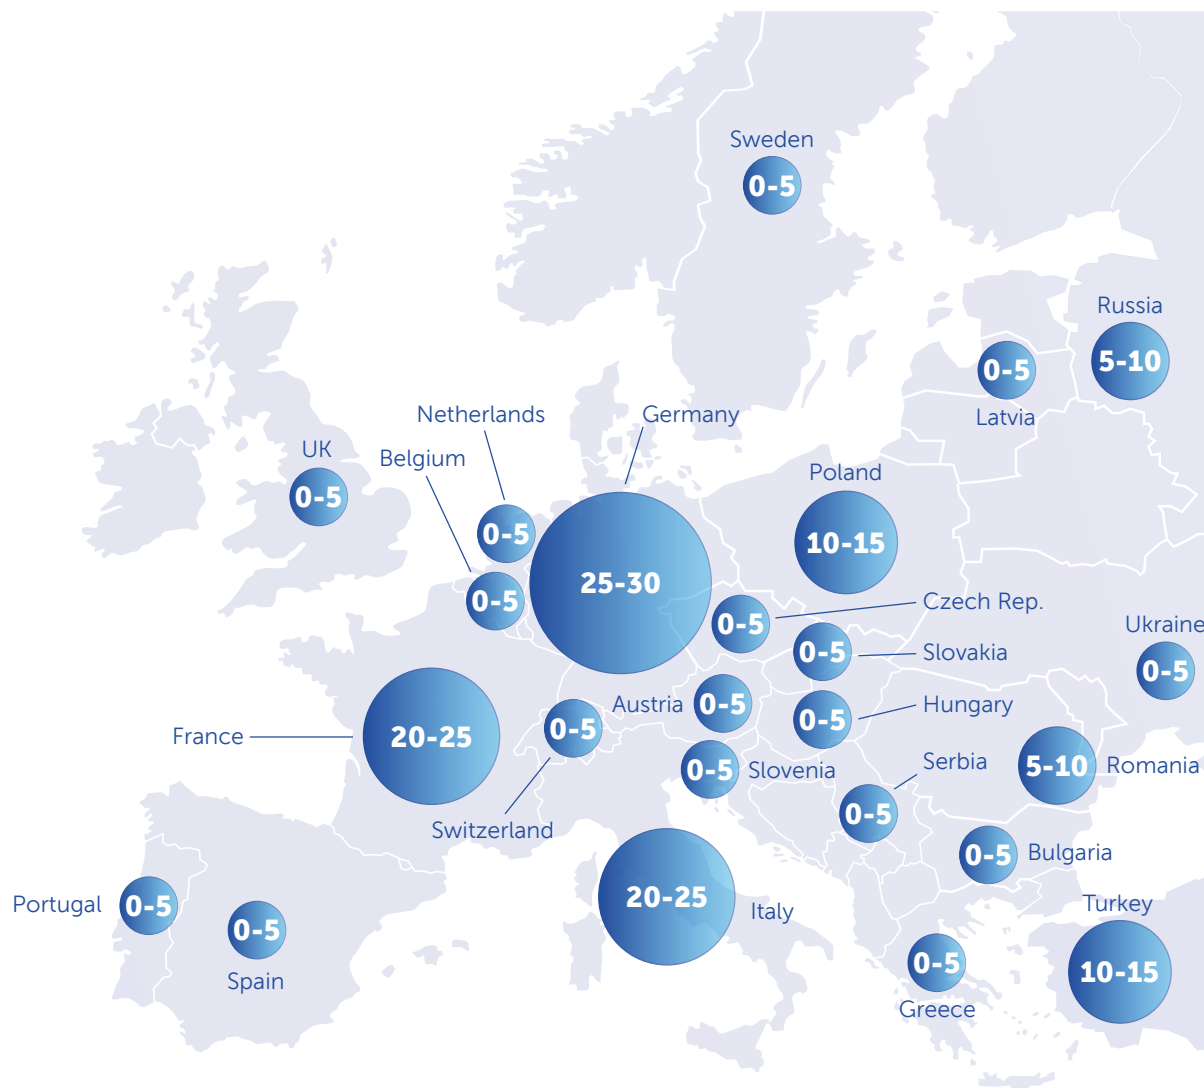 Sweden
0-5
Russia
5-10
0-5
Latvia
Netherlands
Germany
Belgium
UK
0-5
Poland
10-15
0-5
0-5
25-30
Czech Rep.
0-5
Ukraine
0-5
Slovakia
0-5
Austria
0-5
Hungary
0-5
France
20-25
0-5
Switzerland
0-5
Slovenia
Serbia
0-5
5-10
Romania
0-5
Bulgaria
Portugal
0-5
0-5
Spain
20-25
Italy
Turkey
10-15
0-5
Greece